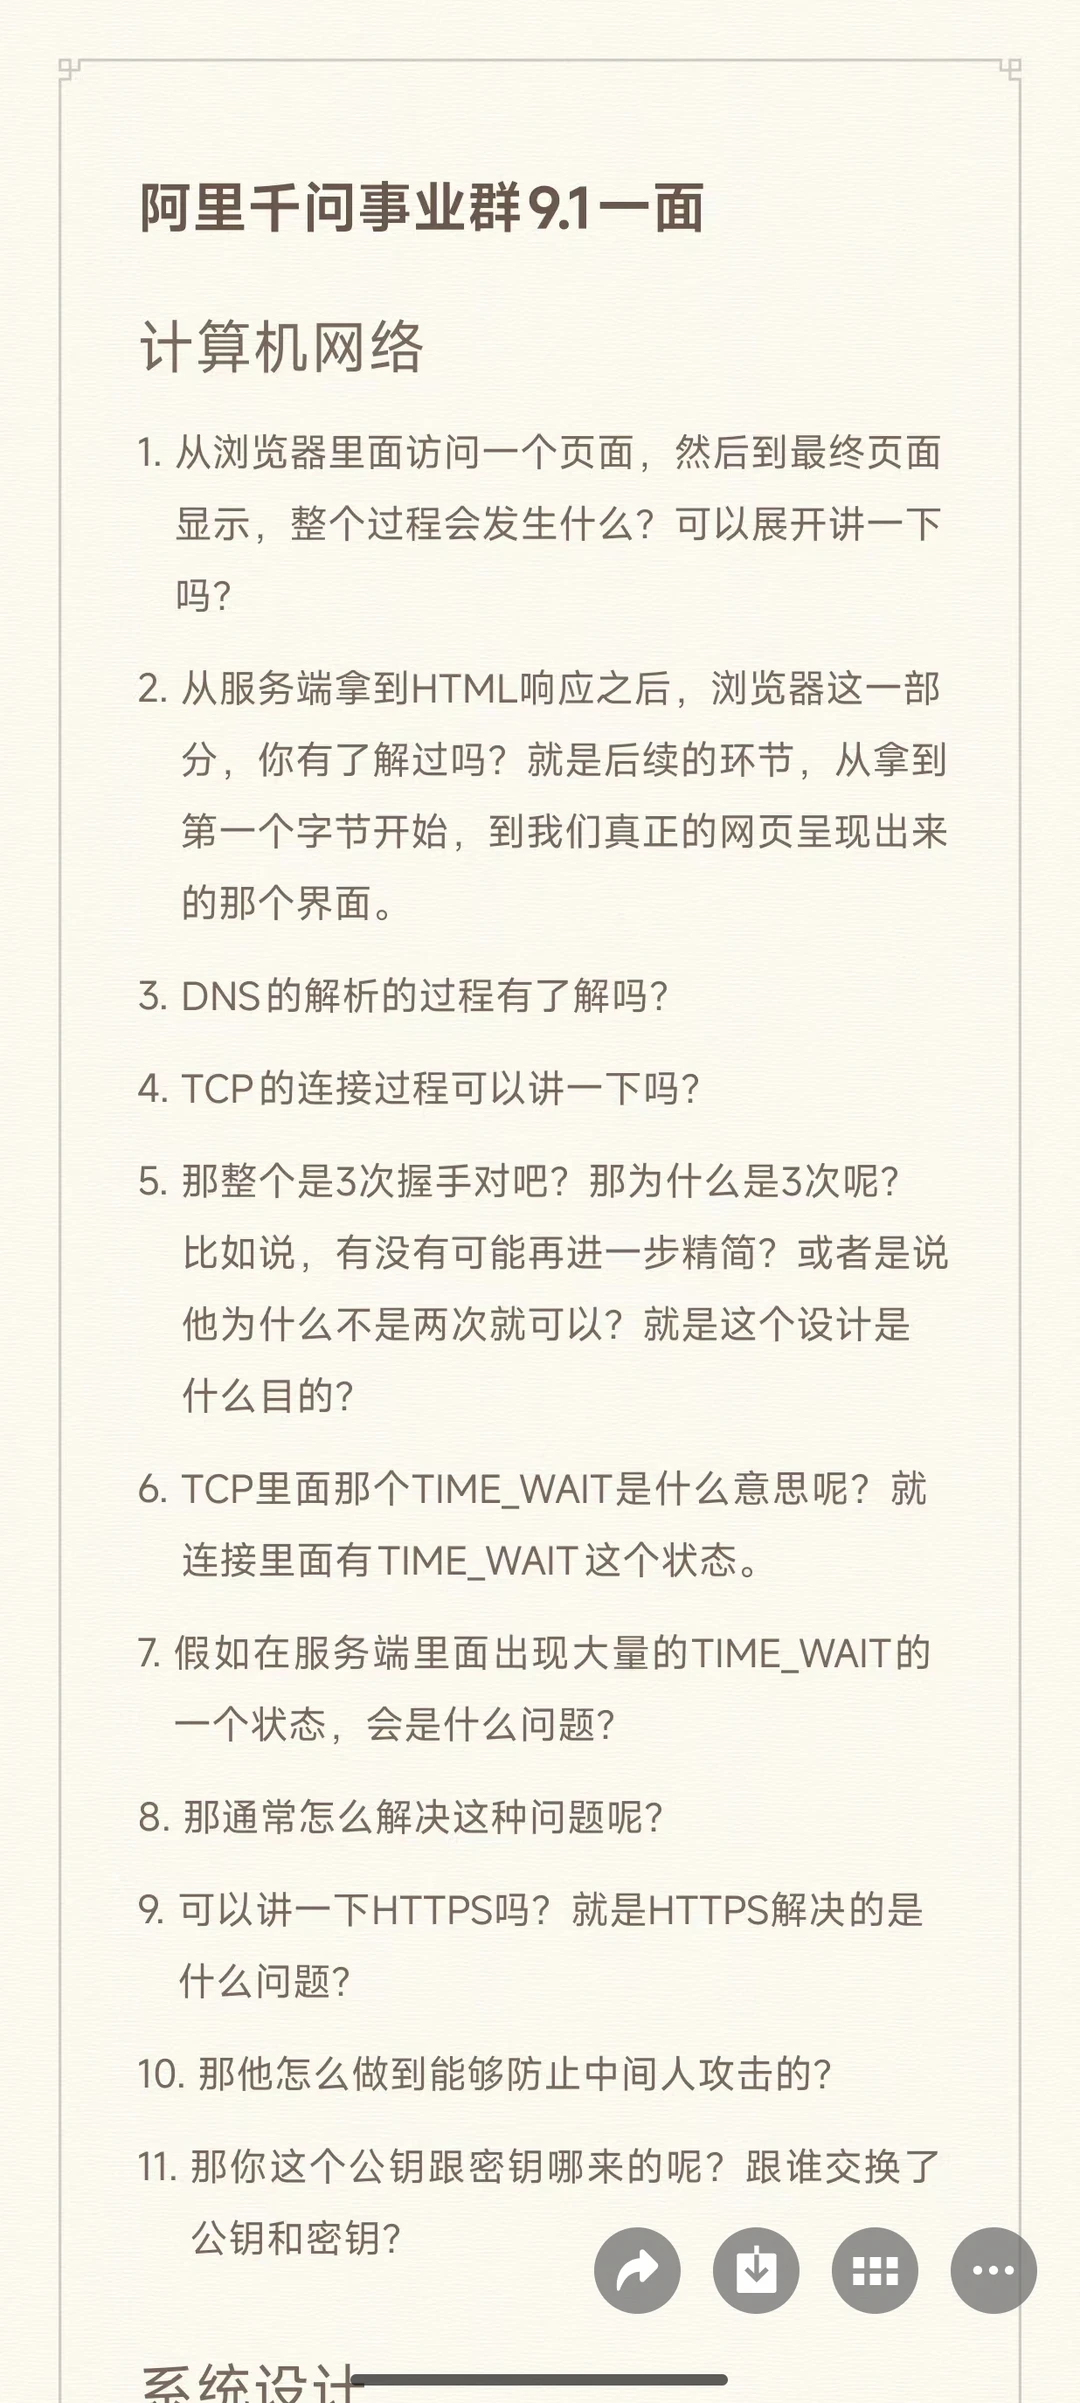 阿里千问事业群9.1一面
计算机网络
1. 从浏览器里面访问一个页面，然后到最终页面
显示，整个过程会发生什么？可以展开讲一下
吗？
2. 从服务端拿到HTML响应之后，浏览器这一部
分，你有了解过吗？就是后续的环节，从拿到
第一个字节开始，到我们真正的网页呈现出来
的那个界面。
3. DNS的解析的过程有了解吗？
4. TCP的连接过程可以讲一下吗？
5. 那整个是3次握手对吧？那为什么是3次呢？
比如说，有没有可能再进一步精简？或者是说
他为什么不是两次就可以？就是这个设计是
什么目的？
6. TCP里面那个TIME_WAIT是什么意思呢？就
连接里面有TIME_WAIT这个状态。
7. 假如在服务端里面出现大量的TIME_WAIT的
一个状态，会是什么问题？
8. 那通常怎么解决这种问题呢？
9. 可以讲一下HTTPS吗？就是HTTPS解决的是
什么问题？
10. 那他怎么做到能够防止中间人攻击的？
11. 那你这个公钥跟密钥哪来的呢？跟谁交换了
公钥和密钥？
系统设计